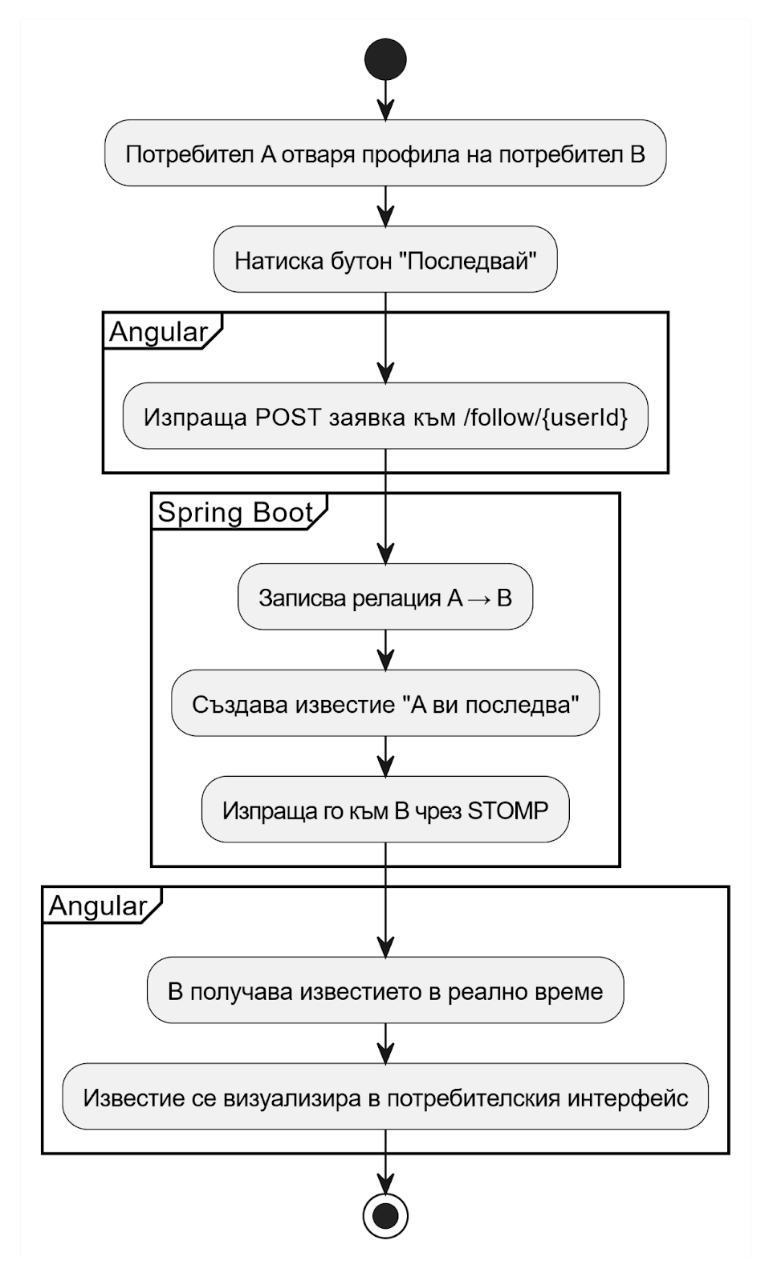 Потребител A отваря профила на потребител B
Натиска бутон "Последвай"
Angular
Изпраща POST заявка към /follow/{userId}
Spring Boot
Записва релация A → B
Създава известие "A ви последва"
Изпраща го към B чрез STOMP
Angular
B получава известието в реално време
Известие се визуализира в потребителския интерфейс